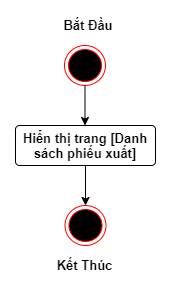 Bắt Đầu
Hiển thị trang [Danh
sách phiếu xuất]
Kết Thúc